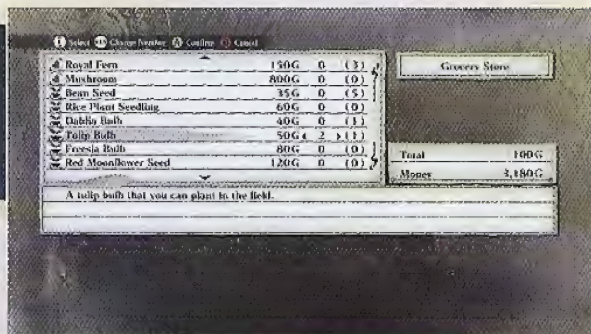 Select Change Number A Confirm Cancel
Grocery Store
Royal Fern 150G 0 (3)
Mushroom 800G 0 (0)
Bean Seed 35G 0 (5)
Rice Plant Seedling 60G 0 (0)
Dahlia Bulb 40G 0 (1)
Tulip Bulb 50G 2 (1)
Freesia Bulb 80G 0 (0)
Red Moonflower Seed 120G 0 (0)
Total 100G
Money 3,180G
A tulip bulb that you can plant in the field.